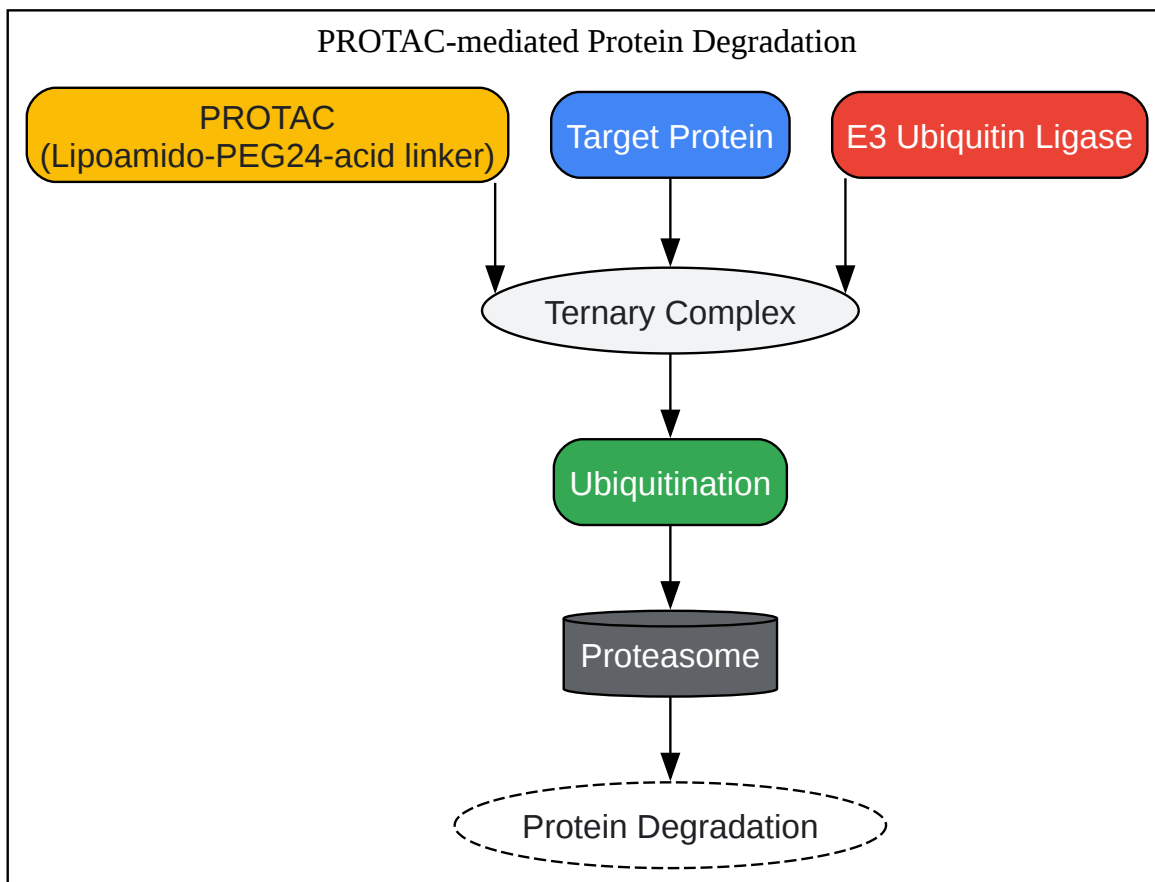 PROTAC-mediated Protein Degradation
PROTAC
(Lipoamido-PEG24-acid linker)
Target Protein
E3 Ubiquitin Ligase
Ternary Complex
Ubiquitination
Proteasome
Protein Degradation